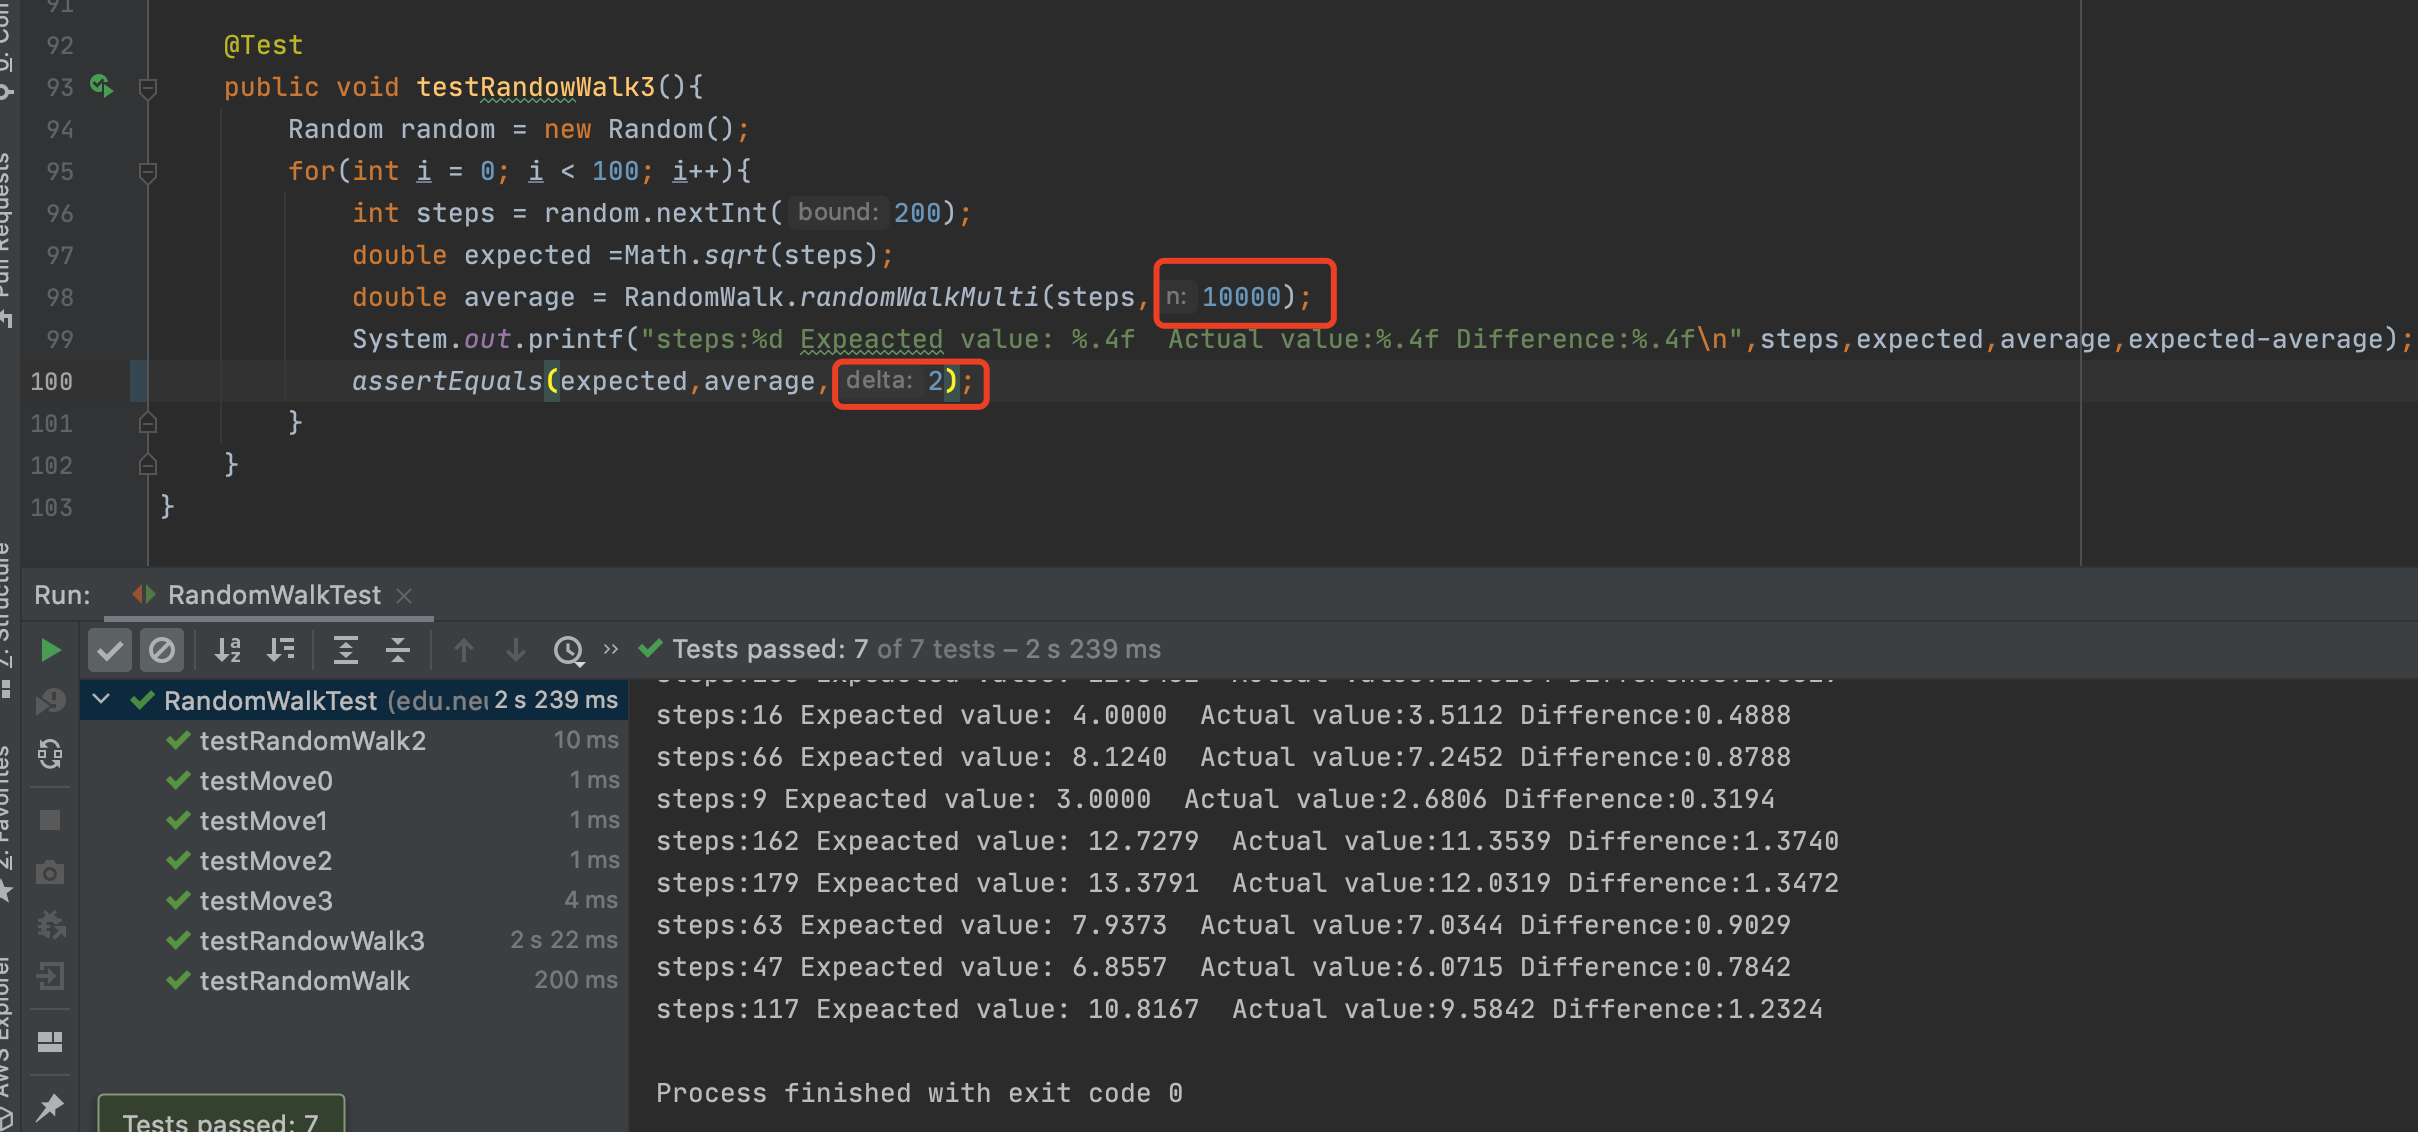 91
92 @Test
93 public void testRandowWalk3(){
94 Random random = new Random();
95 for(int i = 0; i < 100; i++){
96 int steps = random.nextInt( bound: 200);
97 double expected =Math.sqrt(steps);
98 double average = RandomWalk.randomWalkMulti(steps, n: 10000);
99 System.out.printf("steps:%d Expeacted value: %.4f  Actual value:%.4f Difference:%.4f\n",steps,expected,average,expected-average);
100 assertEquals(expected,average, delta: 2);
101 }
102 }
103 }
Pull Requests
Z: Structure
Z: Favorites
AWS Explorer
Run: RandomWalkTest
Tests passed: 7 of 7 tests – 2 s 239 ms
RandomWalkTest (edu.neu 2 s 239 ms
testRandomWalk2 10 ms
testMove0 1 ms
testMove1 1 ms
testMove2 1 ms
testMove3 4 ms
testRandowWalk3 2 s 22 ms
testRandomWalk 200 ms
steps:16 Expeacted value: 4.0000  Actual value:3.5112 Difference:0.4888
steps:66 Expeacted value: 8.1240  Actual value:7.2452 Difference:0.8788
steps:9 Expeacted value: 3.0000  Actual value:2.6806 Difference:0.3194
steps:162 Expeacted value: 12.7279  Actual value:11.3539 Difference:1.3740
steps:179 Expeacted value: 13.3791  Actual value:12.0319 Difference:1.3472
steps:63 Expeacted value: 7.9373  Actual value:7.0344 Difference:0.9029
steps:47 Expeacted value: 6.8557  Actual value:6.0715 Difference:0.7842
steps:117 Expeacted value: 10.8167  Actual value:9.5842 Difference:1.2324
Process finished with exit code 0
Tests passed: 7